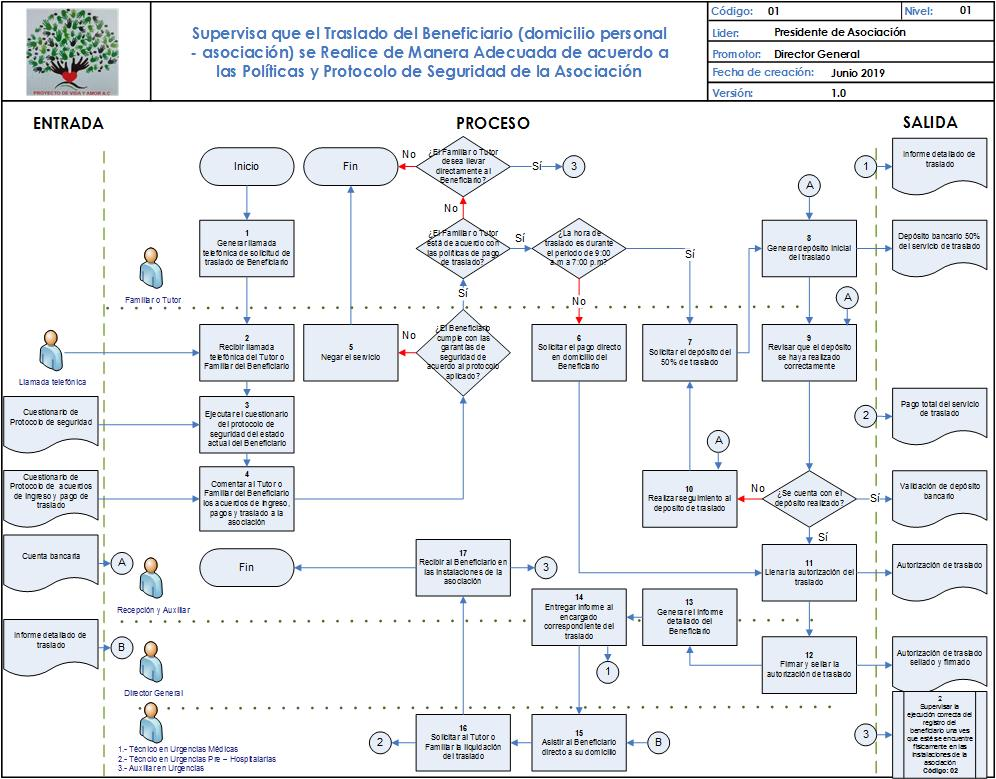 PROYECTO DE VIDA Y AMOR A.C
Supervisa que el Traslado del Beneficiario (domicilio personal
- asociación) se Realice de Manera Adecuada de acuerdo a
las Políticas y Protocolo de Seguridad de la Asociación
Código: 01
Nivel: 01
Lider: Presidente de Asociación
Promotor: Director General
Fecha de creación: Junio 2019
Versión: 1.0
ENTRADA
PROCESO
SALIDA
Inicio
Fin
No
¿El Familiar o Tutor
desea llevar
directamente al
Beneficiario?
Sí
3
1
Informe detallado de
traslado
A
No
1
Generar llamada
telefónica de solicitud de
traslado de Beneficiario
¿El Familiar o Tutor
está de acuerdo con
las políticas de pago
de traslado?
Sí
¿La hora de
traslado es durante
el periodo de 9:00
a.m a 7:00 p.m?
Sí
8
Generar depósito inicial
del traslado
Depósito bancario 50%
del servicio de traslado
Familiar o Tutor
Sí
No
A
Llamada telefónica
2
Recibir llamada
telefónica del Tutor o
Familiar del Beneficiario
5
Negar el servicio
No
¿El Beneficiario
cumple con las
garantías de
seguridad de
acuerdo al protocolo
aplicado?
6
Solicitar el pago directo
en domicilio del
Beneficiario
7
Solicitar el depósito del
50% de traslado
9
Revisar que el depósito
se haya realizado
correctamente
Cuestionario de
Protocolo de seguridad
3
Ejecutar el cuestionario
del protocolo de
seguridad del estado
actual del Beneficiario
2
Pago total del servicio
de traslado
A
Cuestionario de
Protocolo de acuerdos
de ingreso y pago de
traslado
4
Comentar al Tutor o
Familiar del Beneficiario
los acuerdos de ingreso,
pagos y traslado a la
asociación
10
Realizar seguimiento al
deposito de traslado
No
¿Se cuenta con el
depósito realizado?
Sí
Validación de depósito
bancario
Sí
Cuenta bancaria
A
Recepción y Auxiliar
Fin
17
Recibir al Beneficiario en
las instalaciones de la
asociación
3
11
Llenar la autorización del
traslado
Autorización de traslado
14
Entregar informe al
encargado
correspondiente del
traslado
13
Generar el informe
detallado del
Beneficiario
Informe detallado de
traslado
B
Director General
1
12
Firmar y sellar la
autorización de traslado
Autorización de traslado
sellado y firmado
1.- Técnico en Urgencias Médicas
2.- Técnico en Urgencias Pre – Hospitalarias
3.- Auxiliar en Urgencias
2
16
Solicitar al Tutor o
Familiar la liquidación del
traslado
15
Asistir al Beneficiario
directo a su domicilio
B
3
2
Supervisar la
ejecución correcta del
registro del
beneficiario una ves
que esté se encuentre
físicamente en las
instalaciones de la
asociación
Código: 02